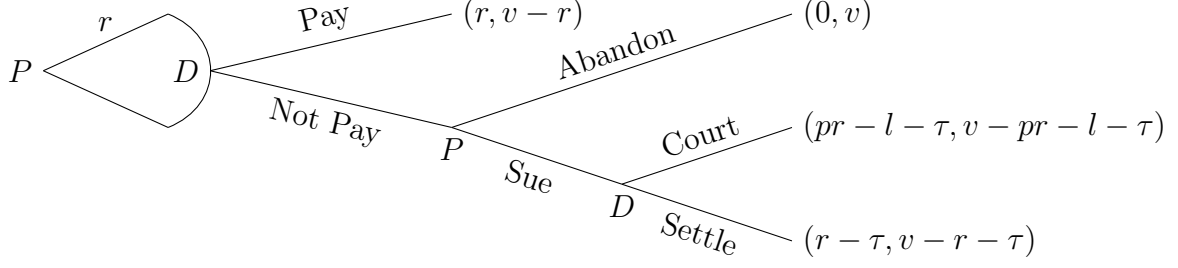 r
Pay
(r, v − r)
(0, v)
P
D
Abandon
Not Pay
P
Court
(pr − l − τ, v − pr − l − τ)
Sue
D
Settle
(r − τ, v − r − τ)